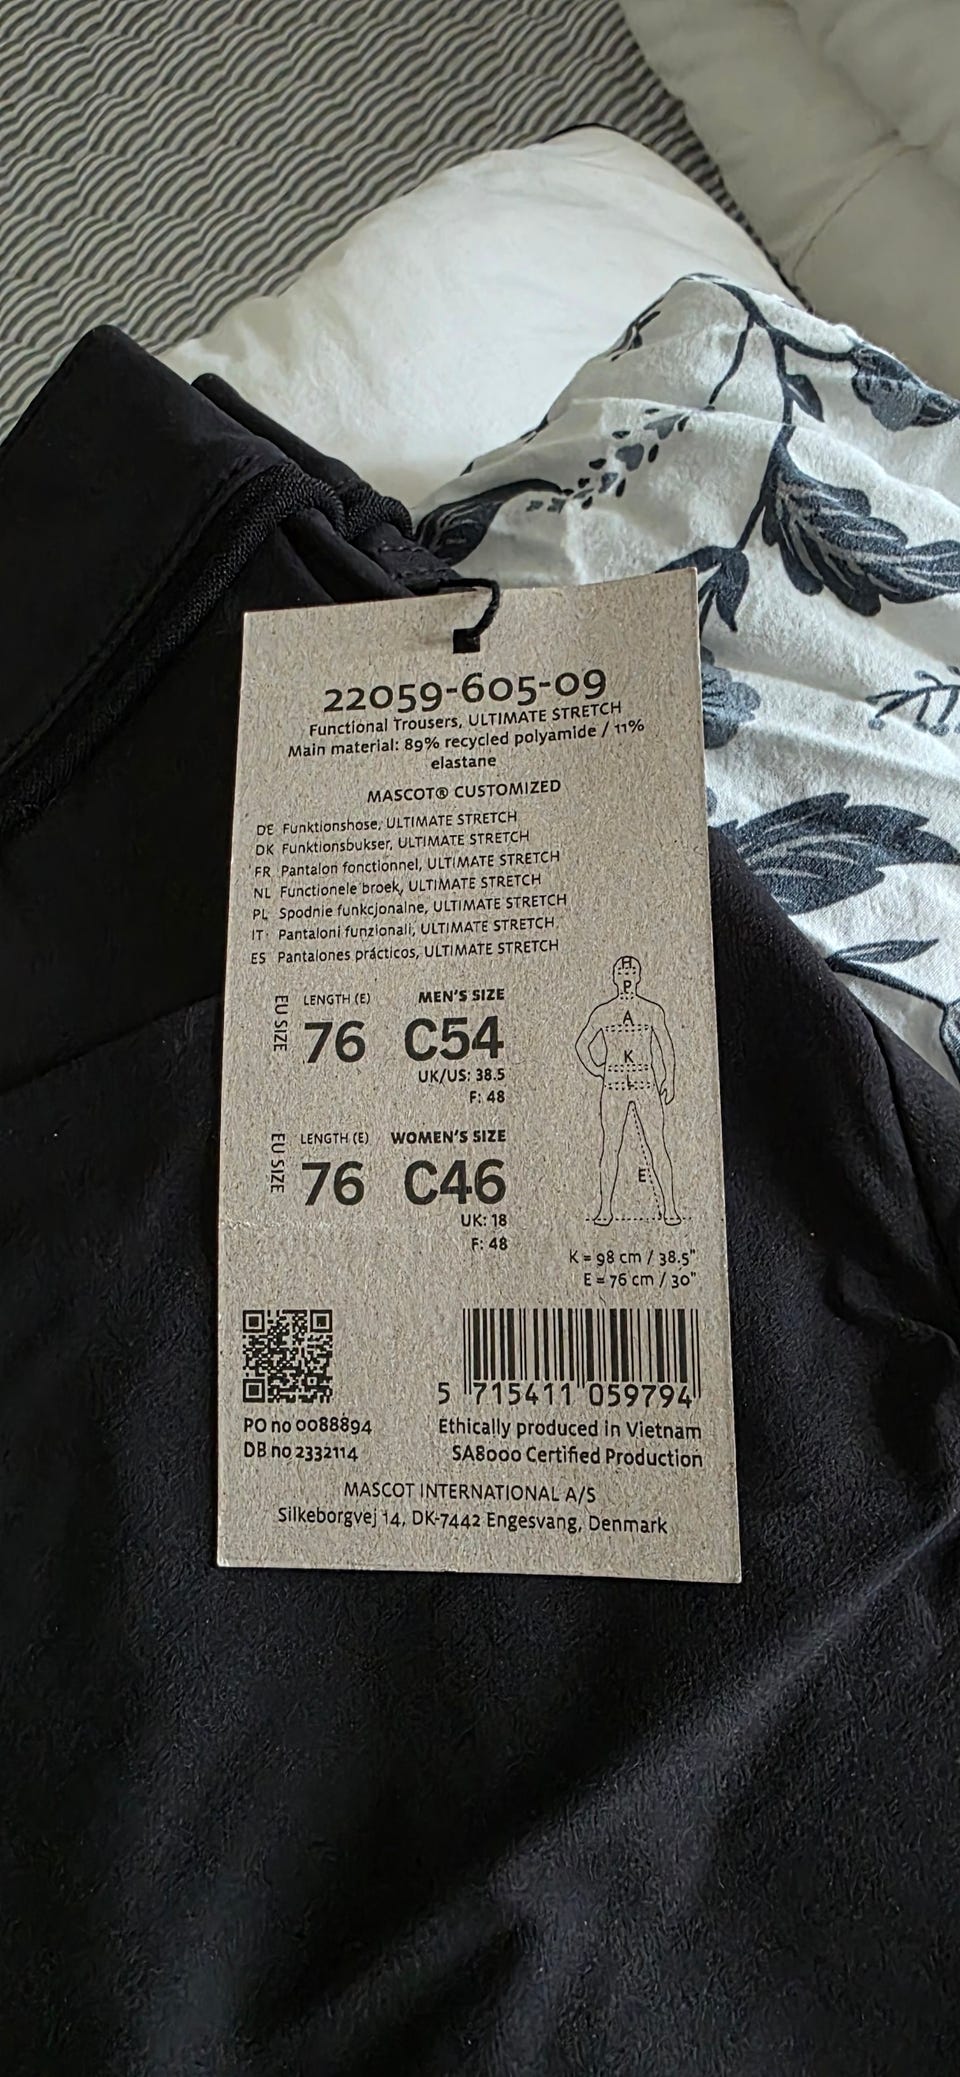 22059-605-09
Functional Trousers, ULTIMATE STRETCH
Main material: 89% recycled polyamide / 11%
elastane
MASCOT® CUSTOMIZED
DE Funktionshose, ULTIMATE STRETCH
DK Funktionsbukser, ULTIMATE STRETCH
FR Pantalon fonctionnel, ULTIMATE STRETCH
NL Functionele broek, ULTIMATE STRETCH
PL Spodnie funkcjonalne, ULTIMATE STRETCH
IT Pantaloni funzionali, ULTIMATE STRETCH
ES Pantalones prácticos, ULTIMATE STRETCH
EU SIZE
LENGTH (E) MEN'S SIZE
76 C54
UK/US: 38.5
F: 48
EU SIZE
LENGTH (E) WOMEN'S SIZE
76 C46
UK: 18
F: 48
H
P
A
K
L
E
K = 98 cm / 38.5"
E = 76 cm / 30"
5 715411 059794
PO no 0088894
DB no 2332114
Ethically produced in Vietnam
SA8000 Certified Production
MASCOT INTERNATIONAL A/S
Silkeborgvej 14, DK-7442 Engesvang, Denmark